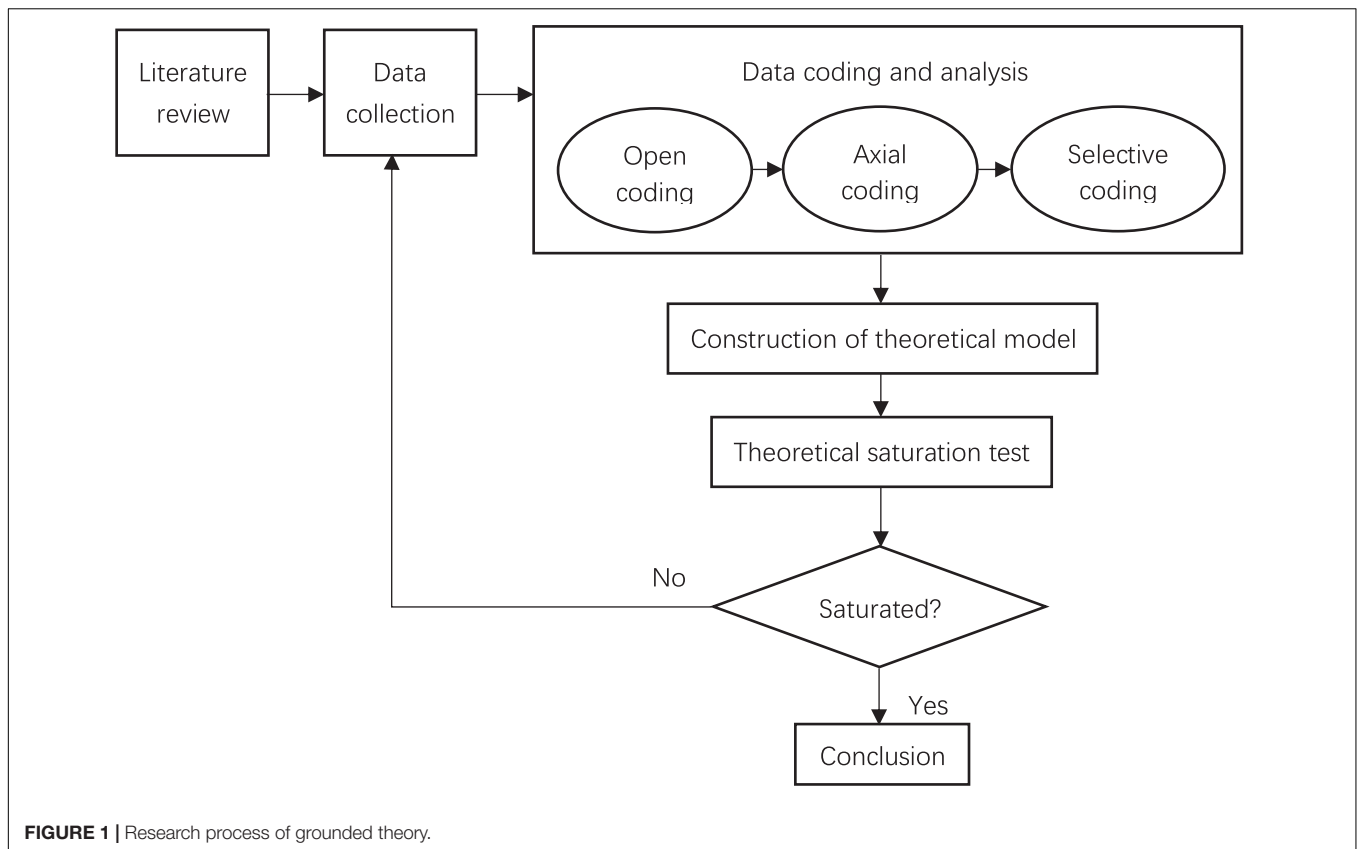 Literature
review
Data
collection
Data coding and analysis
Open
coding
Axial
coding
Selective
coding
Construction of theoretical model
Theoretical saturation test
No
Saturated?
Yes
Conclusion
FIGURE 1 | Research process of grounded theory.